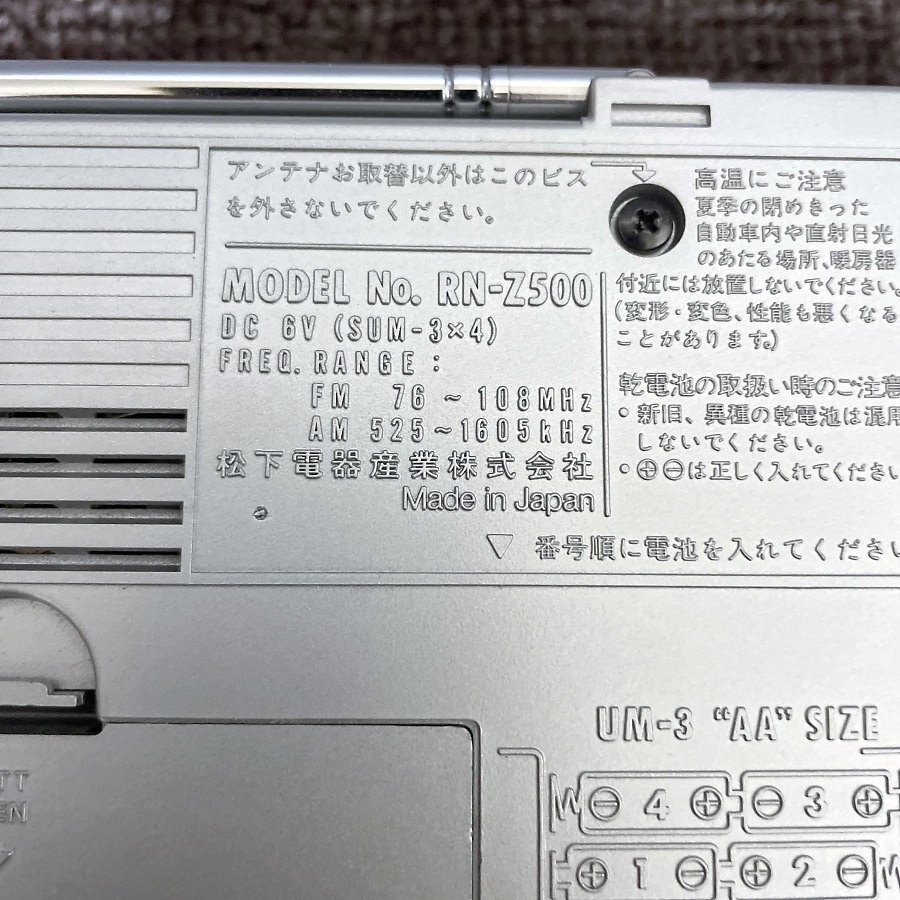 アンテナお取替以外はこのビス
を外さないでください。
MODEL No. RN-Z500
DC 6V (SUM-3×4)
FREQ. RANGE :
FM 76 ~ 108MHz
AM 525~1605kHz
松下電器産業株式会社
Made in Japan
高温にご注意
夏季の閉めきった
自動車内や直射日光
のあたる場所、暖房器
付近には放置しないでください。
(変形・変色、性能も悪くなる
ことがあります。)
乾電池の取扱い時のご注意
・新旧、異種の乾電池は混用
しないでください。
・⊕⊖は正しく入れてください
▽ 番号順に電池を入れてください
UM-3 "AA" SIZE
⊖ 4 ⊕ ⊖ 3 ⊕
⊕ 1 ⊖ ⊕ 2 ⊖
TT
EN